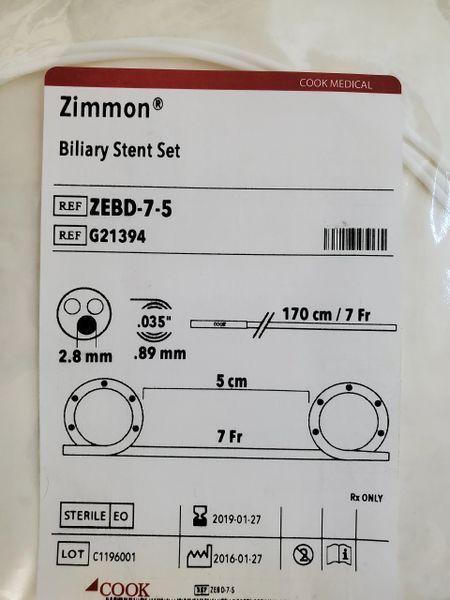 COOK MEDICAL
Zimmon®
Biliary Stent Set
REF ZEBD-7-5
REF G21394
170 cm / 7 Fr
.035"
COOK
2.8 mm
.89 mm
5 cm
7 Fr
Rx ONLY
STERILE EO
2019-01-27
LOT C1196001
2016-01-27
2
i
COOK
REF ZEBD-7-5